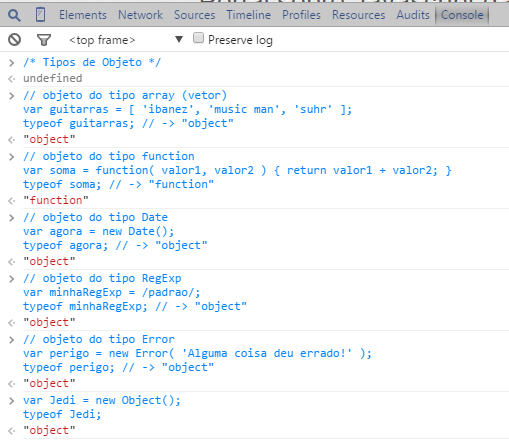 Elements Network Sources Timeline Profiles Resources Audits Console
<top frame> ▼ Preserve log
> /* Tipos de Objeto */
<· undefined
> // objeto do tipo array (vetor)
var guitarras = [ 'ibanez', 'music man', 'suhr' ];
typeof guitarras; // -> "object"
<· "object"
> // objeto do tipo function
var soma = function( valor1, valor2 ) { return valor1 + valor2; }
typeof soma; // -> "function"
<· "function"
> // objeto do tipo Date
var agora = new Date();
typeof agora; // -> "object"
<· "object"
> // objeto do tipo RegExp
var minhaRegExp = /padrao/;
typeof minhaRegExp; // -> "object"
<· "object"
> // objeto do tipo Error
var perigo = new Error( 'Alguma coisa deu errado!' );
typeof perigo; // -> "object"
<· "object"
> var Jedi = new Object();
typeof Jedi;
<· "object"